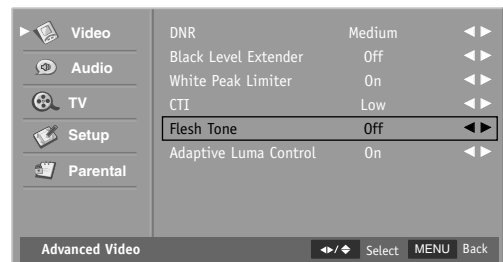 Video
Audio
TV
Setup
Parental
DNR Medium
Black Level Extender Off
White Peak Limiter On
CTI Low
Flesh Tone Off
Adaptive Luma Control On
Advanced Video
/ Select MENU Back